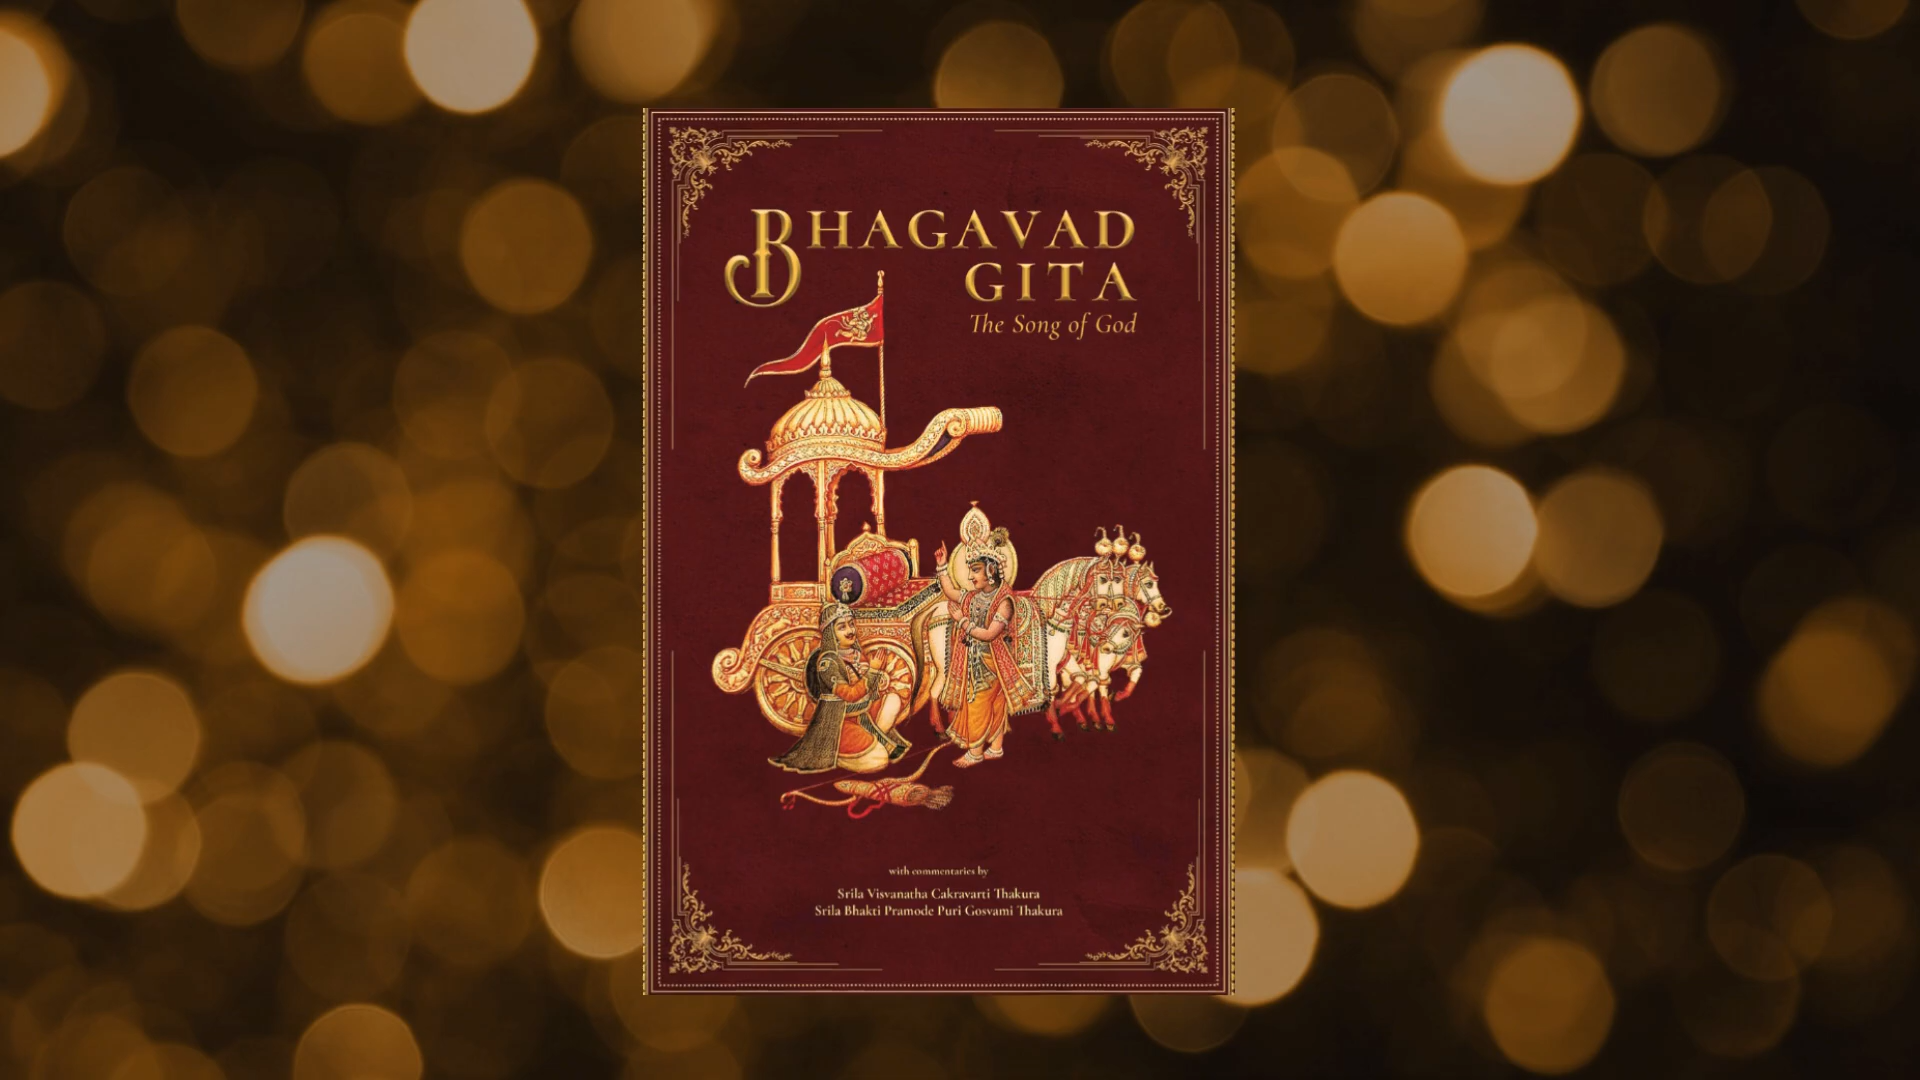 BHAGAVAD
GITA
The Song of God
with commentaries by
Srila Visvanatha Cakravarti Thakura
Srila Bhakti Pramode Puri Gosvami Thakura